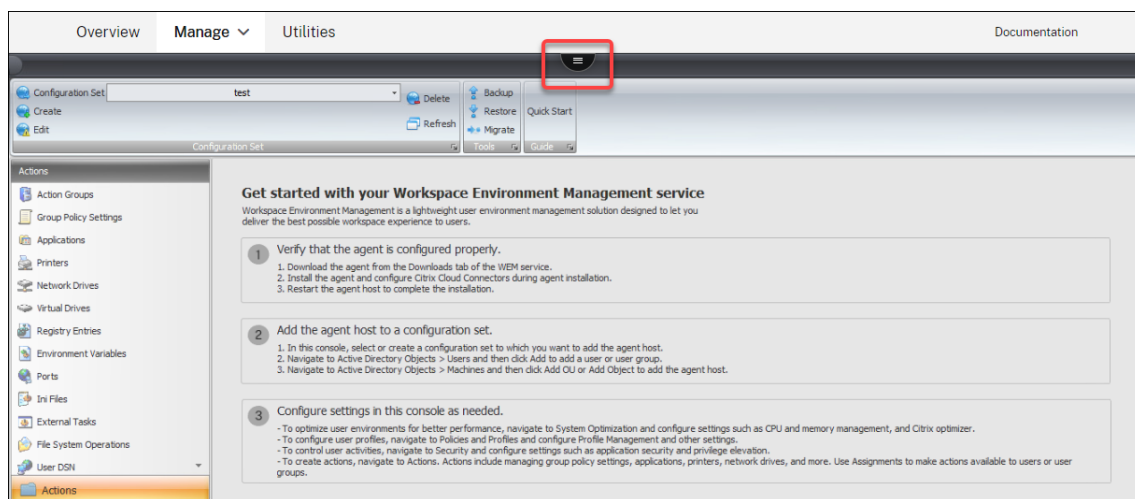 Overview Manage Utilities Documentation
Configuration Set test Delete Backup
Create Restore Quick Start
Edit Refresh Migrate
Configuration Set Tools Guide
Actions
Action Groups
Group Policy Settings
Applications
Printers
Network Drives
Virtual Drives
Registry Entries
Environment Variables
Ports
Ini Files
External Tasks
File System Operations
User DSN
Actions
Get started with your Workspace Environment Management service
Workspace Environment Management is a lightweight user environment management solution designed to let you
deliver the best possible workspace experience to users.
1 Verify that the agent is configured properly.
1. Download the agent from the Downloads tab of the WEM service.
2. Install the agent and configure Citrix Cloud Connectors during agent installation.
3. Restart the agent host to complete the installation.
2 Add the agent host to a configuration set.
1. In this console, select or create a configuration set to which you want to add the agent host.
2. Navigate to Active Directory Objects > Users and then click Add to add a user or user group.
3. Navigate to Active Directory Objects > Machines and then click Add OU or Add Object to add the agent host.
3 Configure settings in this console as needed.
- To optimize user environments for better performance, navigate to System Optimization and configure settings such as CPU and memory management, and Citrix optimizer.
- To configure user profiles, navigate to Policies and Profiles and configure Profile Management and other settings.
- To control user activities, navigate to Security and configure settings such as application security and privilege elevation.
- To create actions, navigate to Actions. Actions include managing group policy settings, applications, printers, network drives, and more. Use Assignments to make actions available to users or user
groups.